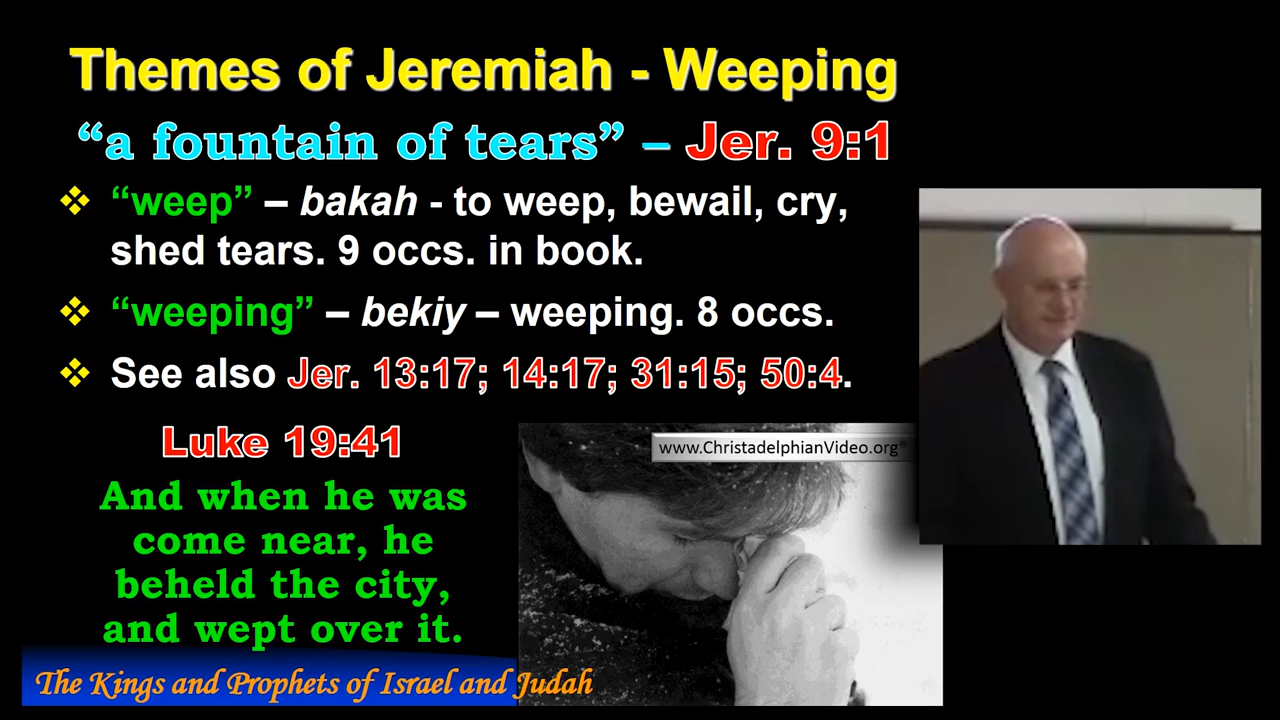 Themes of Jeremiah - Weeping
“a fountain of tears” – Jer. 9:1
❖ “weep” – bakah - to weep, bewail, cry,
shed tears. 9 occs. in book.
❖ “weeping” – bekiy – weeping. 8 occs.
❖ See also Jer. 13:17; 14:17; 31:15; 50:4.
Luke 19:41
And when he was
come near, he
beheld the city,
and wept over it.
www.ChristadelphianVideo.org®
The Kings and Prophets of Israel and Judah